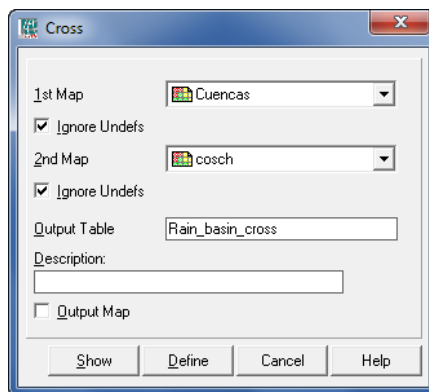 Cross
1st Map Cuencas
Ignore Undefs
2nd Map cosch
Ignore Undefs
Output Table Rain_basin_cross
Description:
Output Map
Show Define Cancel Help